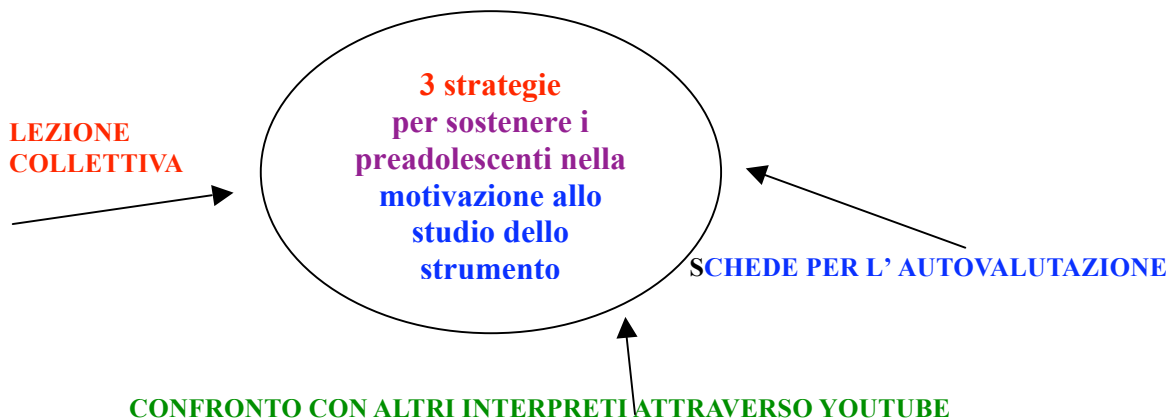 3 strategie
per sostenere i
preadolescenti nella
motivazione allo
studio dello
strumento
LEZIONE
COLLETTIVA
SCHEDE PER L' AUTOVALUTAZIONE
CONFRONTO CON ALTRI INTERPRETI ATTRAVERSO YOUTUBE